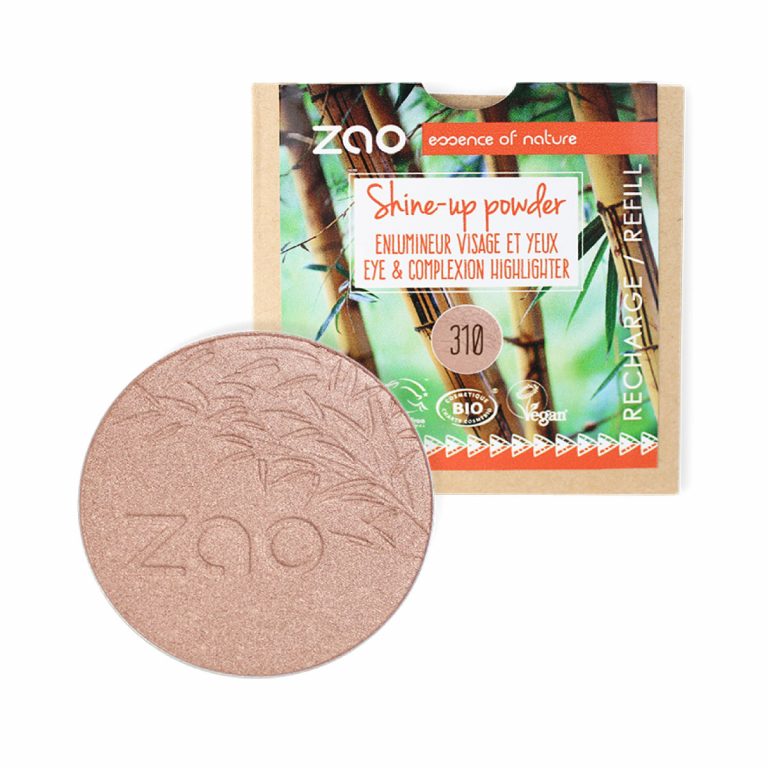 zao
essence of nature
Shine-up powder
ENLUMINEUR VISAGE ET YEUX
EYE & COMPLEXION HIGHLIGHTER
310
RECHARGE / REFILL
COSMETIQUE
BIO
Vegan
zao